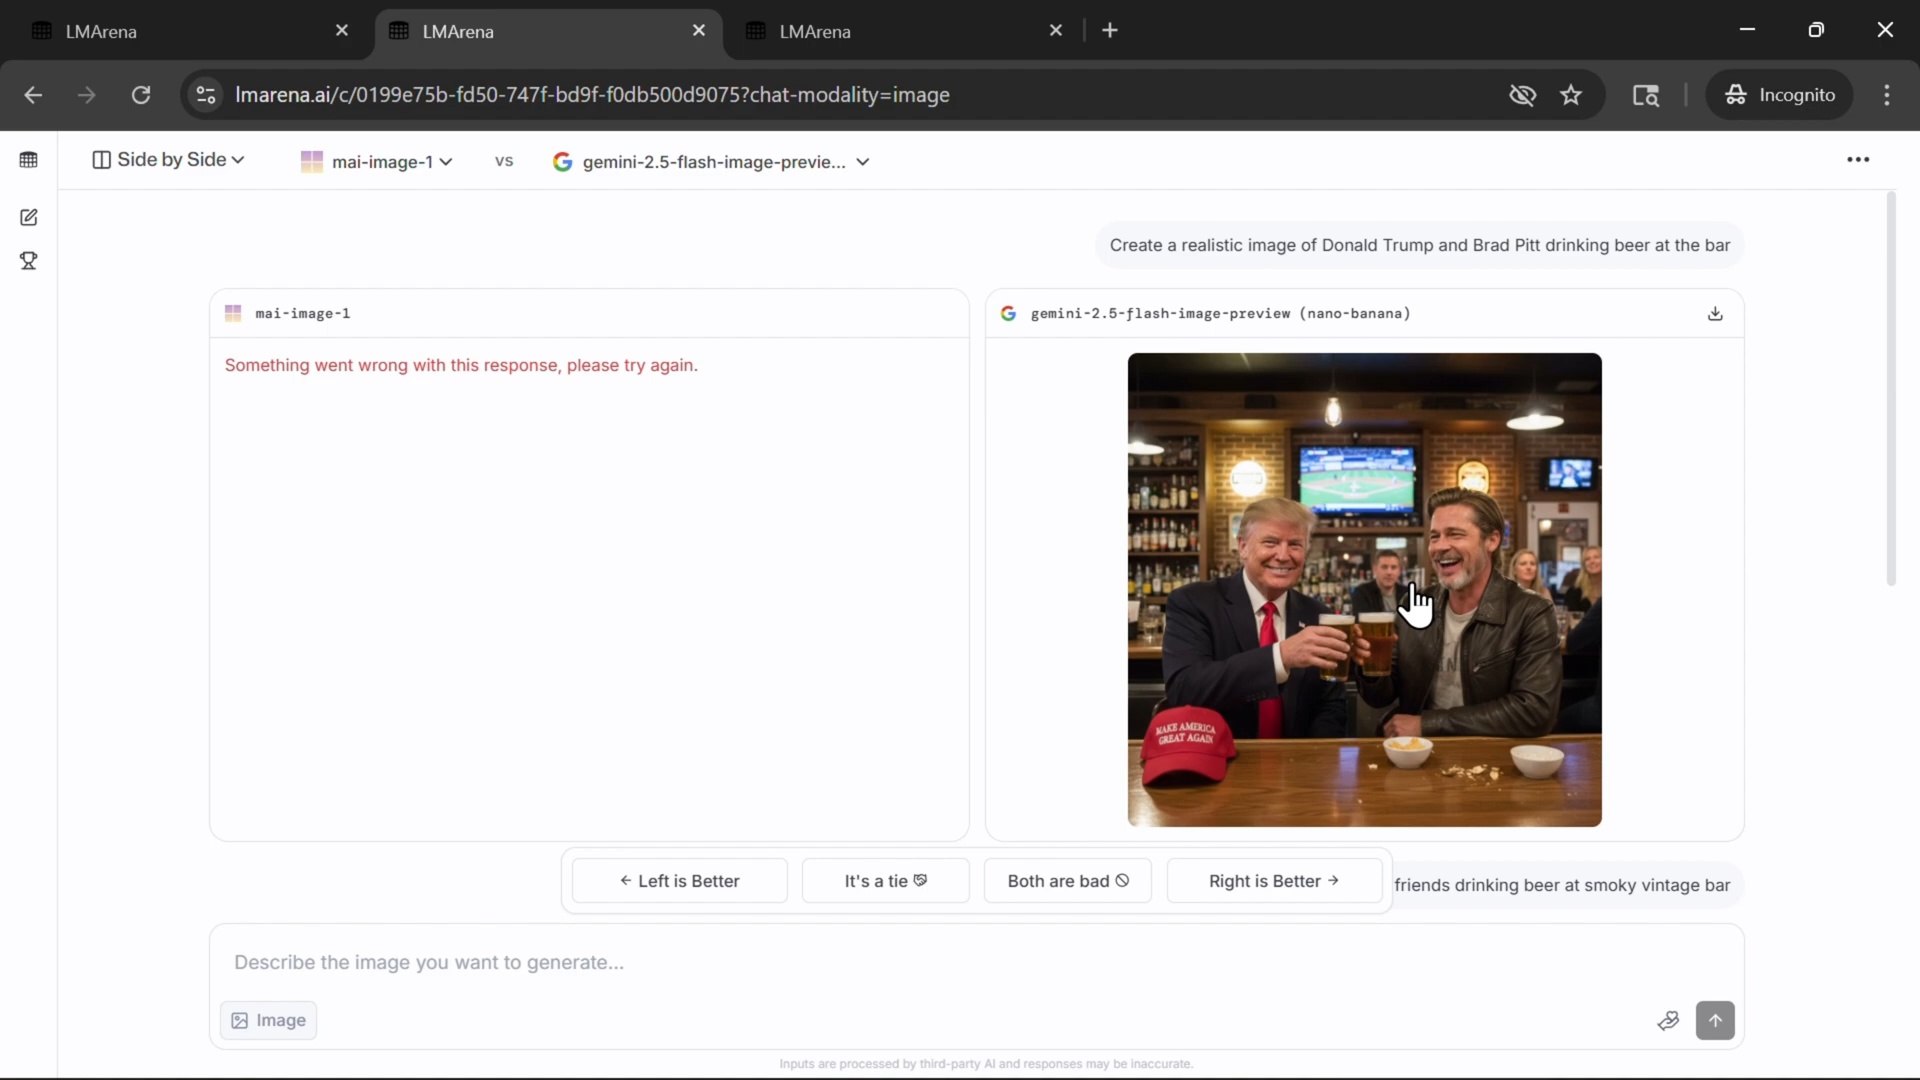 LMArena
LMArena
LMArena
lmarena.ai/c/0199e75b-fd50-747f-bd9f-f0db500d9075?chat-modality=image
Incognito
Side by Side
mai-image-1
vs
gemini-2.5-flash-image-previe...
Create a realistic image of Donald Trump and Brad Pitt drinking beer at the bar
mai-image-1
gemini-2.5-flash-image-preview (nano-banana)
Something went wrong with this response, please try again.
MAKE AMERICA
GREAT AGAIN
← Left is Better
It's a tie
Both are bad
Right is Better →
friends drinking beer at smoky vintage bar
Describe the image you want to generate...
Image
Inputs are processed by third-party AI and responses may be inaccurate.